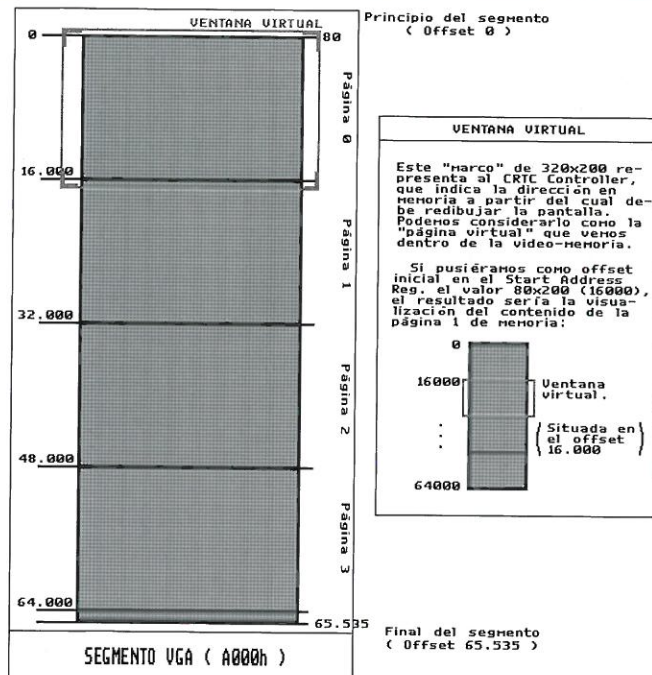 VENTANA VIRTUAL
0
80
Principio del segmento
( Offset 0 )
Página 0
16.000
Página 1
32.000
Página 2
48.000
Página 3
64.000
65.535
SEGMENTO VGA ( A000h )
VENTANA VIRTUAL
Este "marco" de 320x200 re-
presenta al CRTC Controller,
que indica la dirección en
memoria a partir del cual de-
be redibujar la pantalla.
Podemos considerarlo como la
"página virtual" que vemos
dentro de la video-memoria.
Si pusiéramos como offset
inicial en el Start Address
Reg. el valor 80x200 (16000),
el resultado sería la visua-
lización del contenido de la
página 1 de memoria:
0
16000
Ventana
virtual.
.
.
.
( Situada en )
el offset
16.000
64000
Final del segmento
( Offset 65.535 )